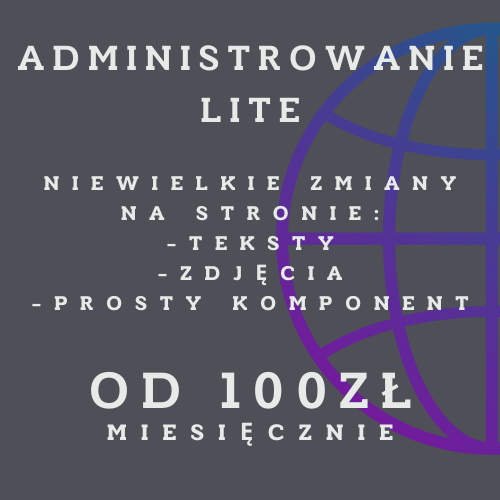 ADMINISTROWANIE
LITE
NIEWIELKIE ZMIANY
NA STRONIE:
-TEKSTY
-ZDJĘCIA
-PROSTY KOMPONENT
OD 100ZŁ
MIESIĘCZNIE